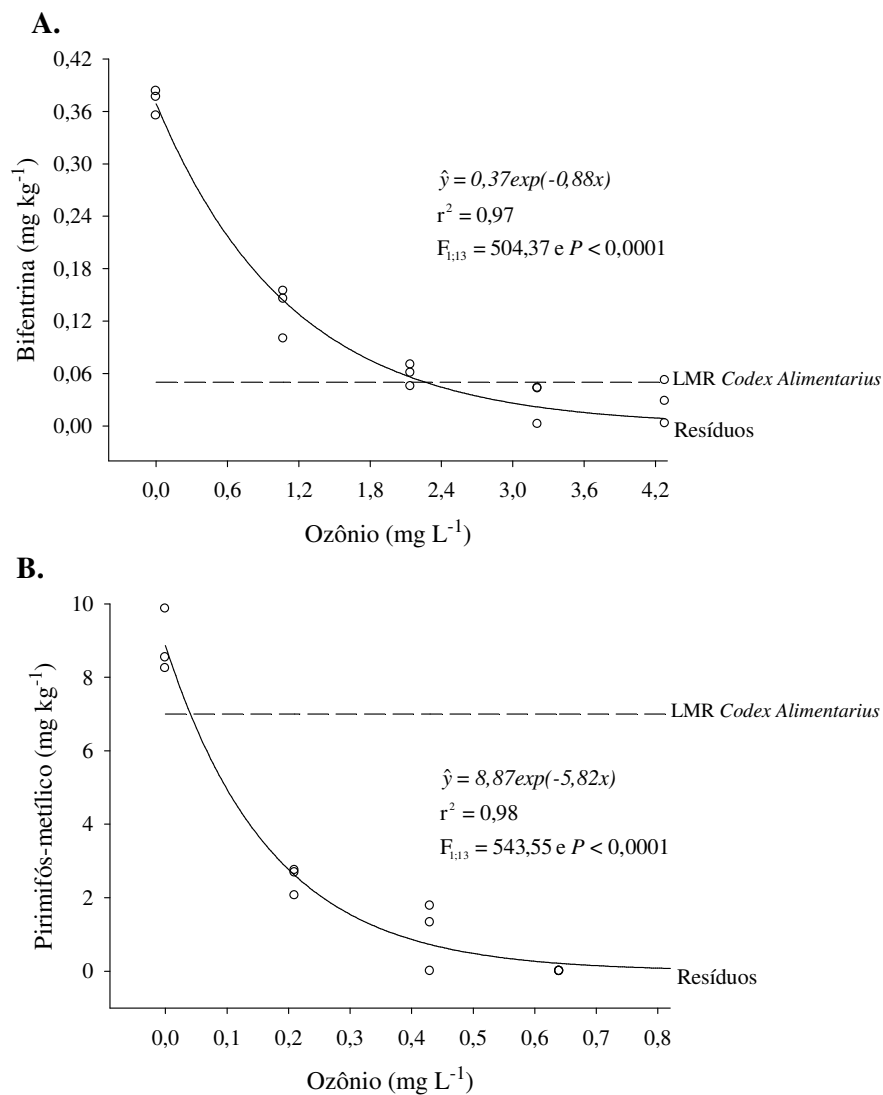 A.
0,42
0,36
0,30
0,24
0,18
0,12
0,06
0,00
Bifentrina (mg kg⁻¹)
ŷ = 0,37exp(-0,88x)
r² = 0,97
F₁;₁₃ = 504,37 e P < 0,0001
LMR Codex Alimentarius
Resíduos
0,0 0,6 1,2 1,8 2,4 3,0 3,6 4,2
Ozônio (mg L⁻¹)
B.
10
8
6
4
2
0
Pirimifós-metílico (mg kg⁻¹)
LMR Codex Alimentarius
ŷ = 8,87exp(-5,82x)
r² = 0,98
F₁;₁₃ = 543,55 e P < 0,0001
Resíduos
0,0 0,1 0,2 0,3 0,4 0,5 0,6 0,7 0,8
Ozônio (mg L⁻¹)